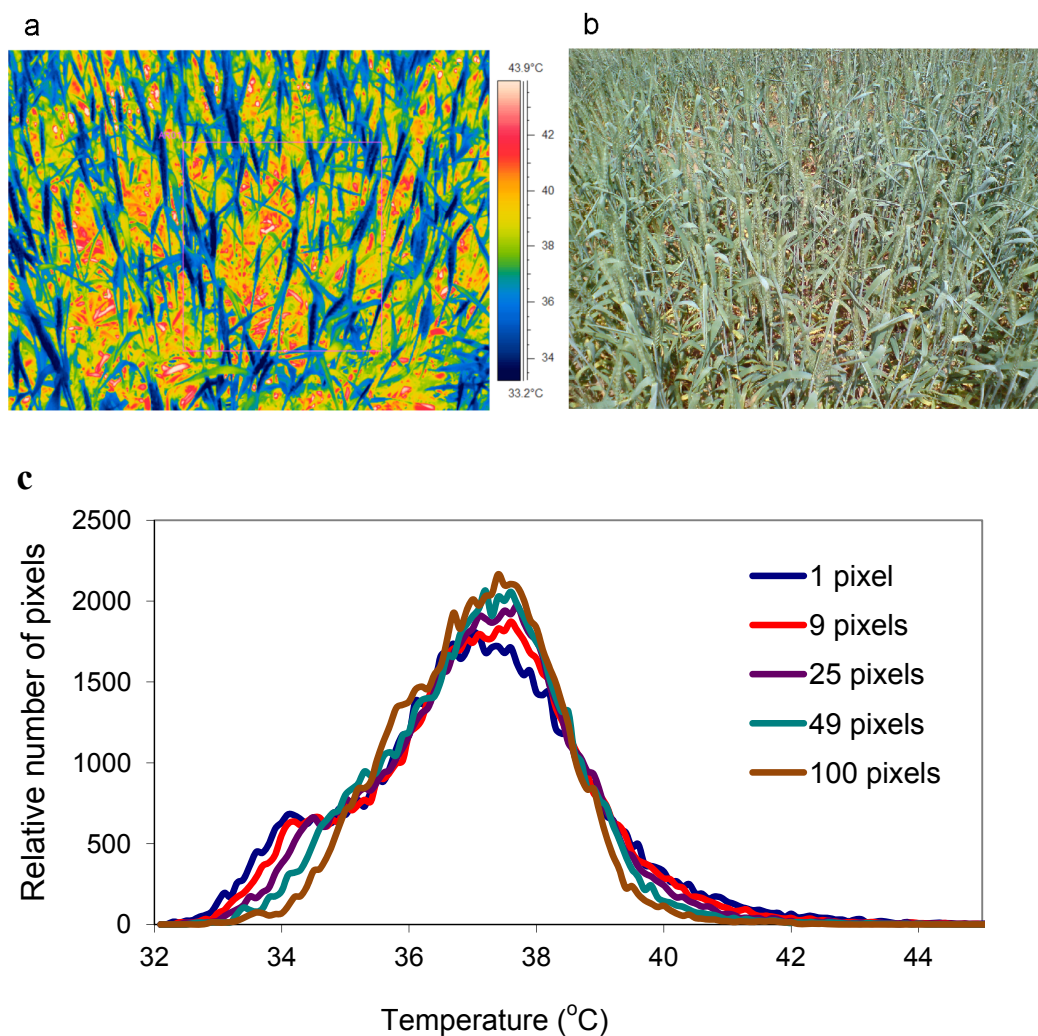 a
b
43.9°C
42
40
38
36
34
33.2°C
c
2500
2000
1500
1000
500
0
Relative number of pixels
1 pixel
9 pixels
25 pixels
49 pixels
100 pixels
32 34 36 38 40 42 44
Temperature (°C)